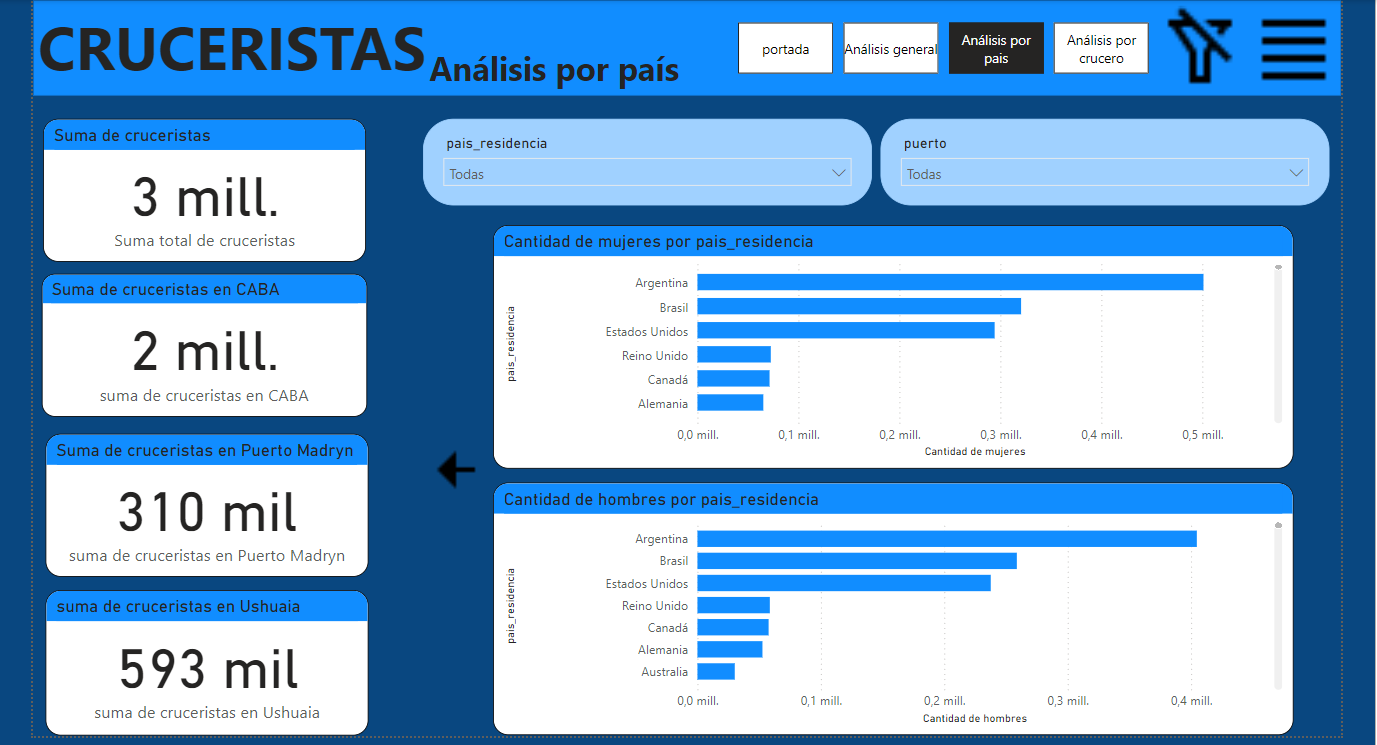 CRUCERISTAS
Análisis por país
portada
Análisis general
Análisis por
pais
Análisis por
crucero
Suma de cruceristas
3 mill.
Suma total de cruceristas
Suma de cruceristas en CABA
2 mill.
suma de cruceristas en CABA
Suma de cruceristas en Puerto Madryn
310 mil
suma de cruceristas en Puerto Madryn
suma de cruceristas en Ushuaia
593 mil
suma de cruceristas en Ushuaia
pais_residencia
Todas
puerto
Todas
Cantidad de mujeres por pais_residencia
pais_residencia
Argentina
Brasil
Estados Unidos
Reino Unido
Canadá
Alemania
0,0 mill. 0,1 mill. 0,2 mill. 0,3 mill. 0,4 mill. 0,5 mill.
Cantidad de mujeres
Cantidad de hombres por pais_residencia
pais_residencia
Argentina
Brasil
Estados Unidos
Reino Unido
Canadá
Alemania
Australia
0,0 mill. 0,1 mill. 0,2 mill. 0,3 mill. 0,4 mill.
Cantidad de hombres